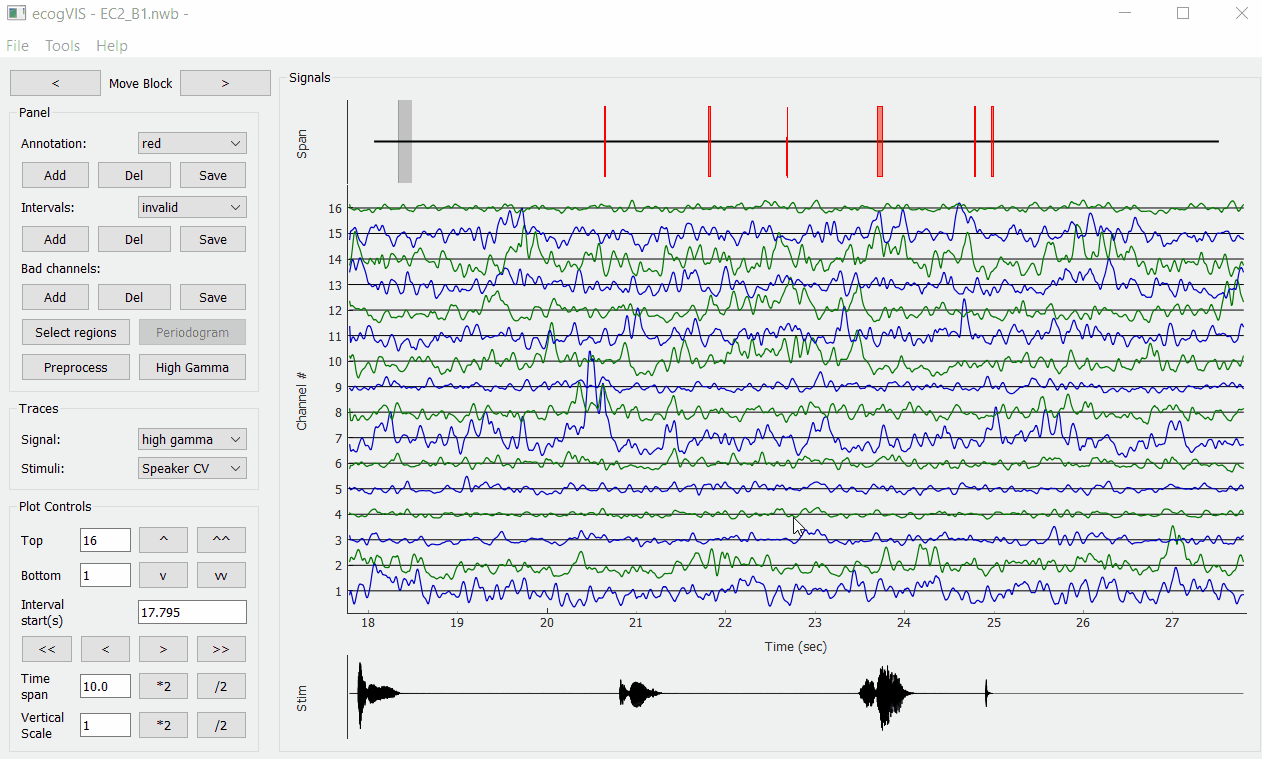 ecogVIS - EC2_B1.nwb -
File Tools Help
< Move Block >
Panel
Annotation: red
Add Del Save
Intervals: invalid
Add Del Save
Bad channels:
Add Del Save
Select regions Periodogram
Preprocess High Gamma
Traces
Signal: high gamma
Stimuli: Speaker CV
Plot Controls
Top 16 ^ ^^
Bottom 1 v vv
Interval
start(s) 17.795
<< < > >>
Time
span 10.0 *2 /2
Vertical
Scale 1 *2 /2
Signals
Span
16
15
14
13
12
11
10
9
8
7
6
5
4
3
2
1
Channel #
18 19 20 21 22 23 24 25 26 27
Time (sec)
Stim